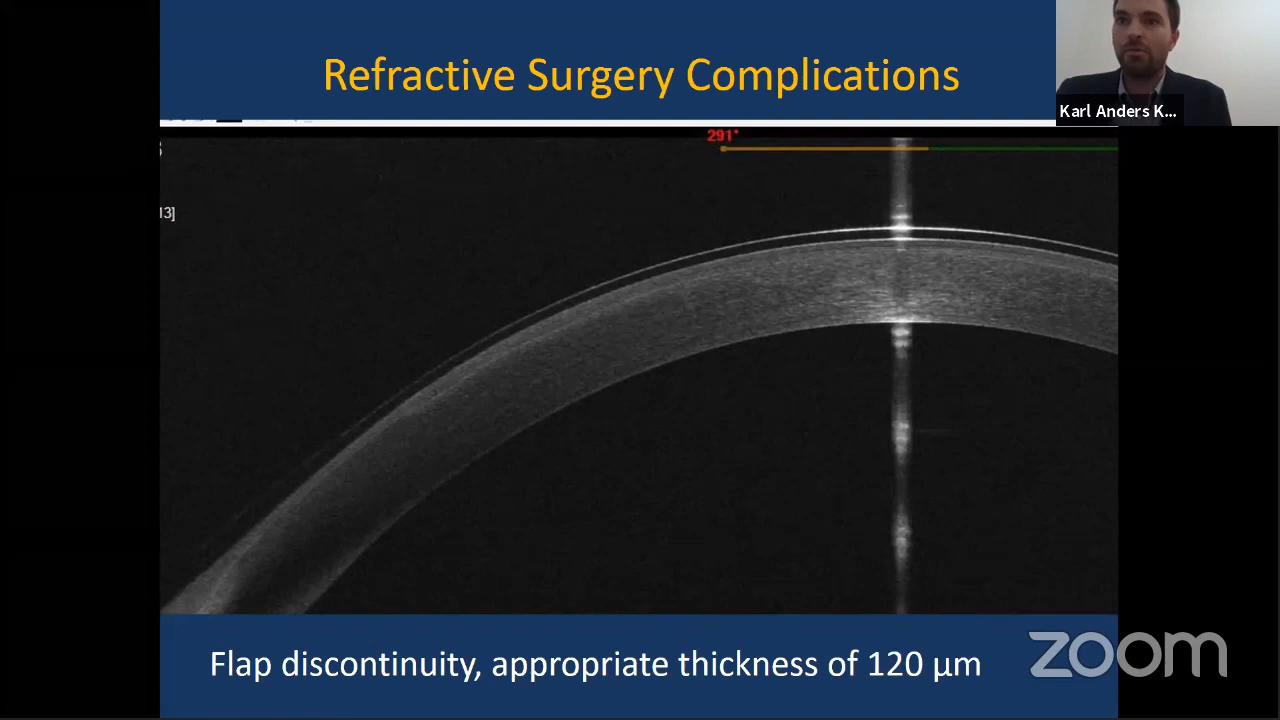 Refractive Surgery Complications
Karl Anders K...
291°
13]
Flap discontinuity, appropriate thickness of 120 µm
zoom